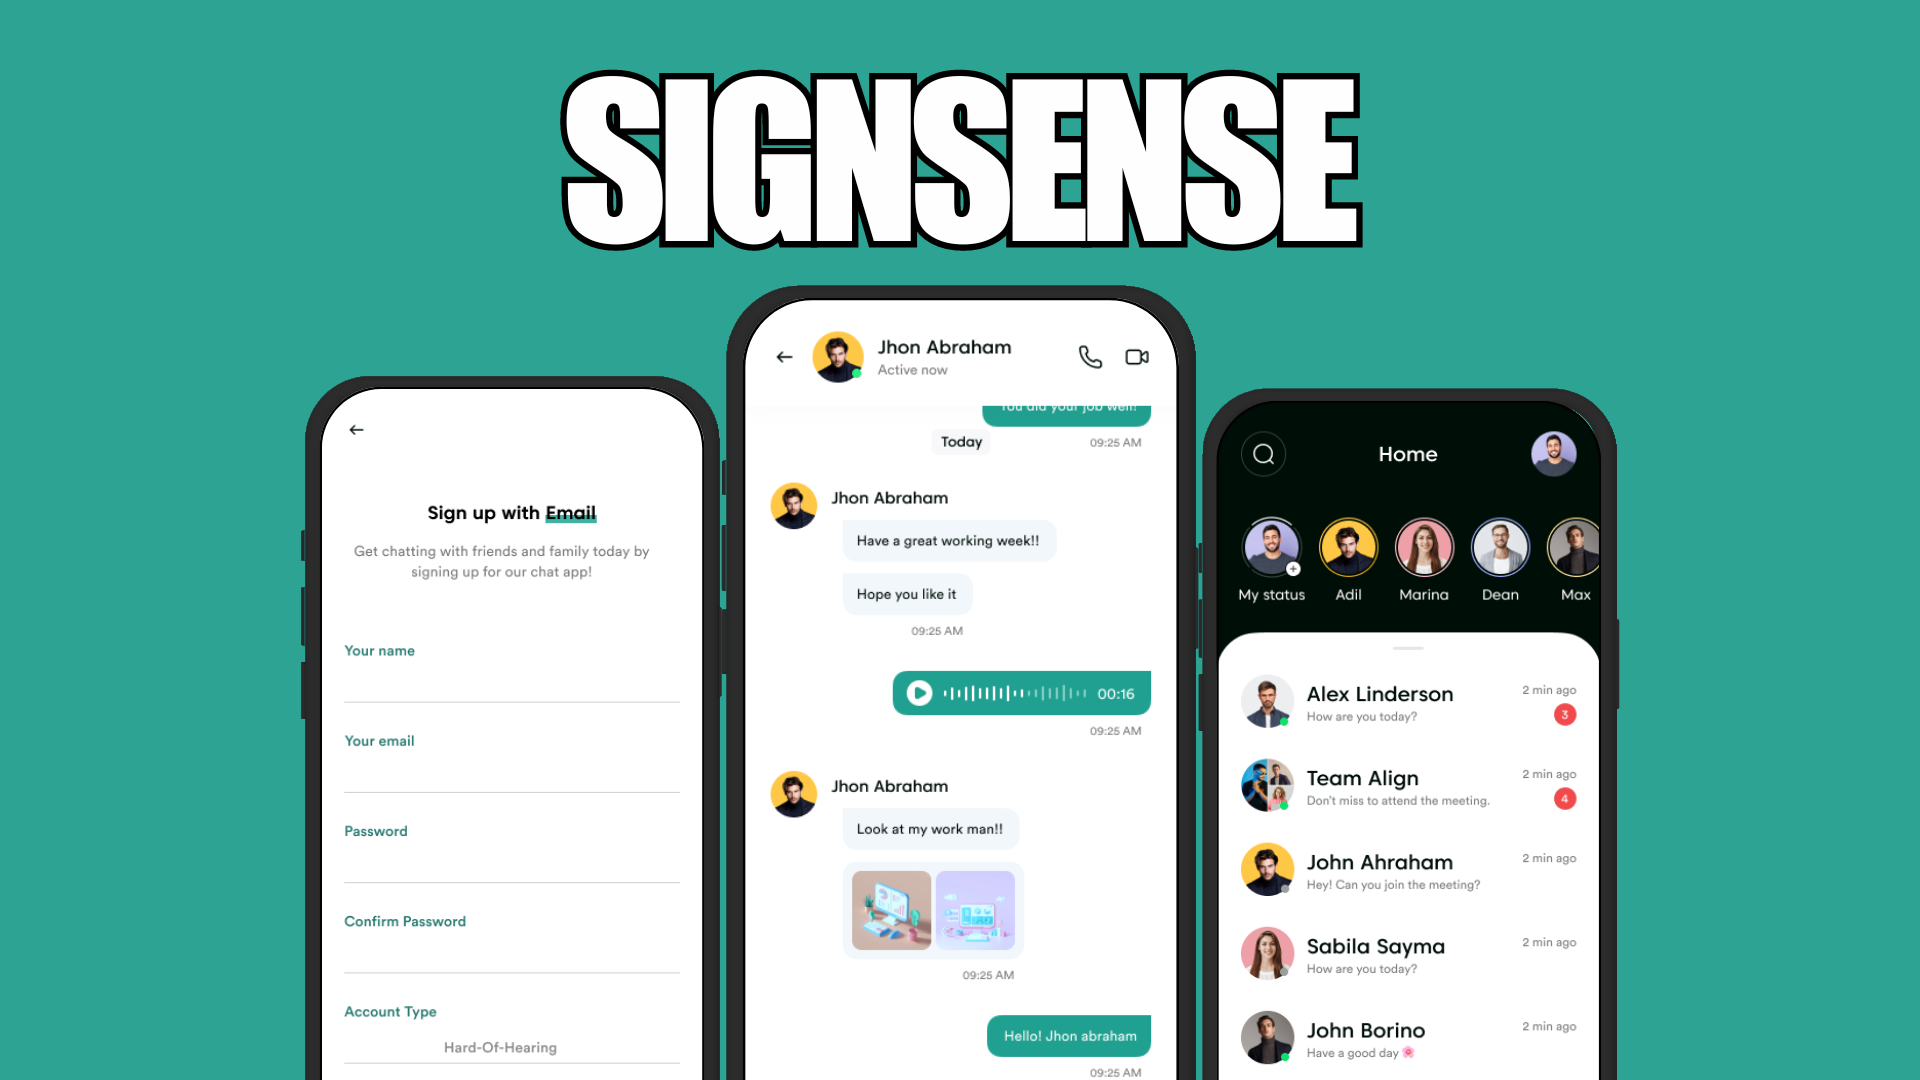 SIGNSENSE
Sign up with Email
Get chatting with friends and family today by
signing up for our chat app!
Your name
Your email
Password
Confirm Password
Account Type
Hard-Of-Hearing
Jhon Abraham
Active now
You did your job well!
09:25 AM
Today
Jhon Abraham
Have a great working week!!
Hope you like it
09:25 AM
00:16
09:25 AM
Jhon Abraham
Look at my work man!!
09:25 AM
Hello! Jhon abraham
09:25 AM
Home
My status
Adil
Marina
Dean
Max
Alex Linderson
2 min ago
How are you today?
3
Team Align
2 min ago
Don't miss to attend the meeting.
4
John Ahraham
2 min ago
Hey! Can you join the meeting?
Sabila Sayma
2 min ago
How are you today?
John Borino
2 min ago
Have a good day 🌸